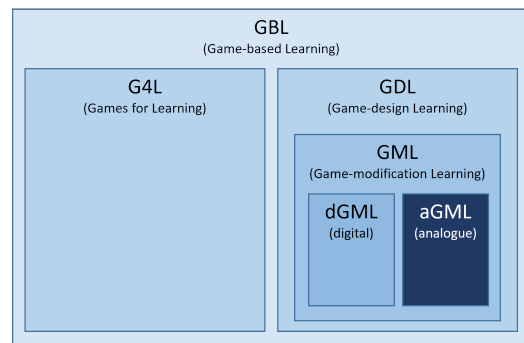 GBL
(Game-based Learning)
G4L
(Games for Learning)
GDL
(Game-design Learning)
GML
(Game-modification Learning)
dGML
(digital)
aGML
(analogue)